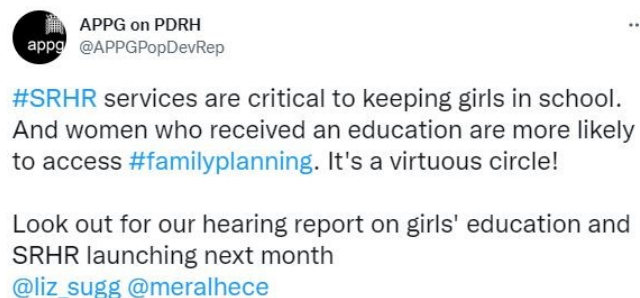 APPG on PDRH
appg
@APPGPopDevRep
#SRHR services are critical to keeping girls in school.
And women who received an education are more likely
to access #familyplanning. It's a virtuous circle!
Look out for our hearing report on girls' education and
SRHR launching next month
@liz_sugg @meralhece